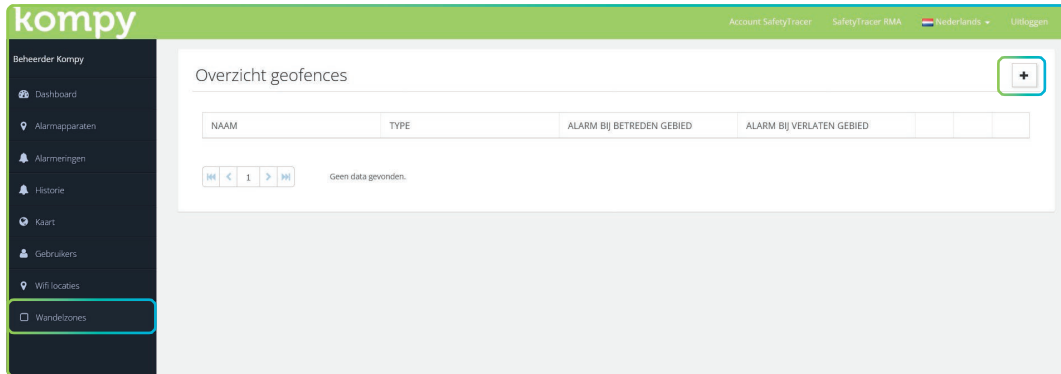 kompy
Account SafetyTracer SafetyTracer RMA Nederlands Uitloggen
Beheerder Kompy
Dashboard
Alarmapparaten
Alarmeringen
Historie
Kaart
Gebruikers
Wifi locaties
Wandelzones
Overzicht geofences
+
NAAM TYPE ALARM BIJ BETREDEN GEBIED ALARM BIJ VERLATEN GEBIED
1 Geen data gevonden.